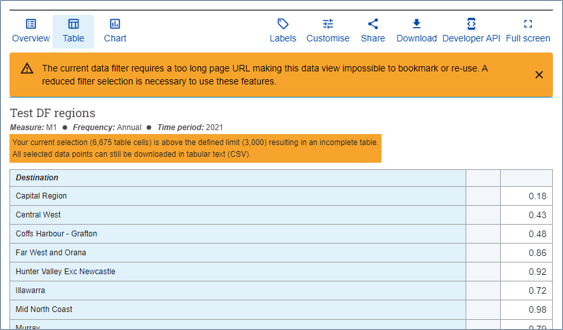 Overview Table Chart Labels Customise Share Download Developer API Full screen
The current data filter requires a too long page URL making this data view impossible to bookmark or re-use. A
reduced filter selection is necessary to use these features.
Test DF regions
Measure: M1 ● Frequency: Annual ● Time period: 2021
Your current selection (6,675 table cells) is above the defined limit (3,000) resulting in an incomplete table.
All selected data points can still be downloaded in tabular text (CSV).
Destination
Capital Region 0.18
Central West 0.43
Coffs Harbour - Grafton 0.48
Far West and Orana 0.86
Hunter Valley Exc Newcastle 0.92
Illawarra 0.72
Mid North Coast 0.98
Murray 0.79